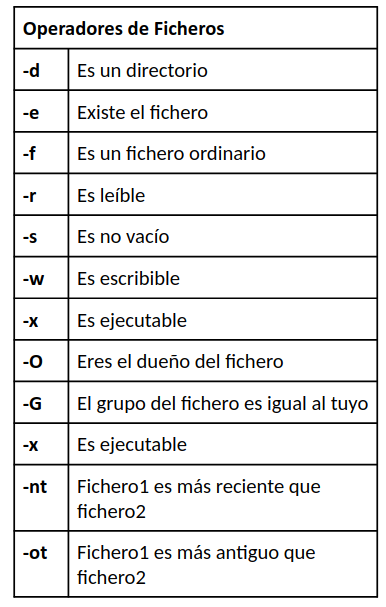 Operadores de Ficheros
-d Es un directorio
-e Existe el fichero
-f Es un fichero ordinario
-r Es leíble
-s Es no vacío
-w Es escribible
-x Es ejecutable
-O Eres el dueño del fichero
-G El grupo del fichero es igual al tuyo
-x Es ejecutable
-nt Fichero1 es más reciente que
fichero2
-ot Fichero1 es más antiguo que
fichero2